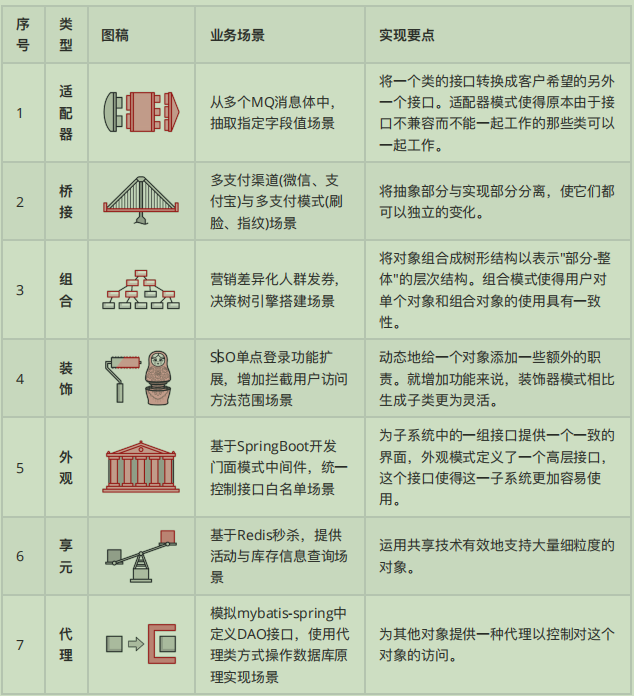 序
号
类
型
图稿
业务场景
实现要点
1
适
配
器
从多个MQ消息体中,
抽取指定字段值场景
将一个类的接口转换成客户希望的另外
一个接口。适配器模式使得原本由于接
口不兼容而不能一起工作的那些类可以
一起工作。
2
桥
接
多支付渠道(微信、支
付宝)与多支付模式(刷
脸、指纹)场景
将抽象部分与实现部分分离，使它们都
可以独立的变化。
3
组
合
营销差异化人群发券，
决策树引擎搭建场景
将对象组合成树形结构以表示"部分-整
体"的层次结构。组合模式使得用户对
单个对象和组合对象的使用具有一致
性。
4
装
饰
SSO单点登录功能扩
展，增加拦截用户访问
方法范围场景
动态地给一个对象添加一些额外的职
责。就增加功能来说，装饰器模式相比
生成子类更为灵活。
5
外
观
基于SpringBoot开发
门面模式中间件，统一
控制接口白名单场景
为子系统中的一组接口提供一个一致的
界面，外观模式定义了一个高层接口，
这个接口使得这一子系统更加容易使
用。
6
享
元
基于Redis秒杀，提供
活动与库存信息查询场
景
运用共享技术有效地支持大量细粒度的
对象。
7
代
理
模拟mybatis-spring中
定义DAO接口，使用代
理类方式操作数据库原
理实现场景
为其他对象提供一种代理以控制对这个
对象的访问。